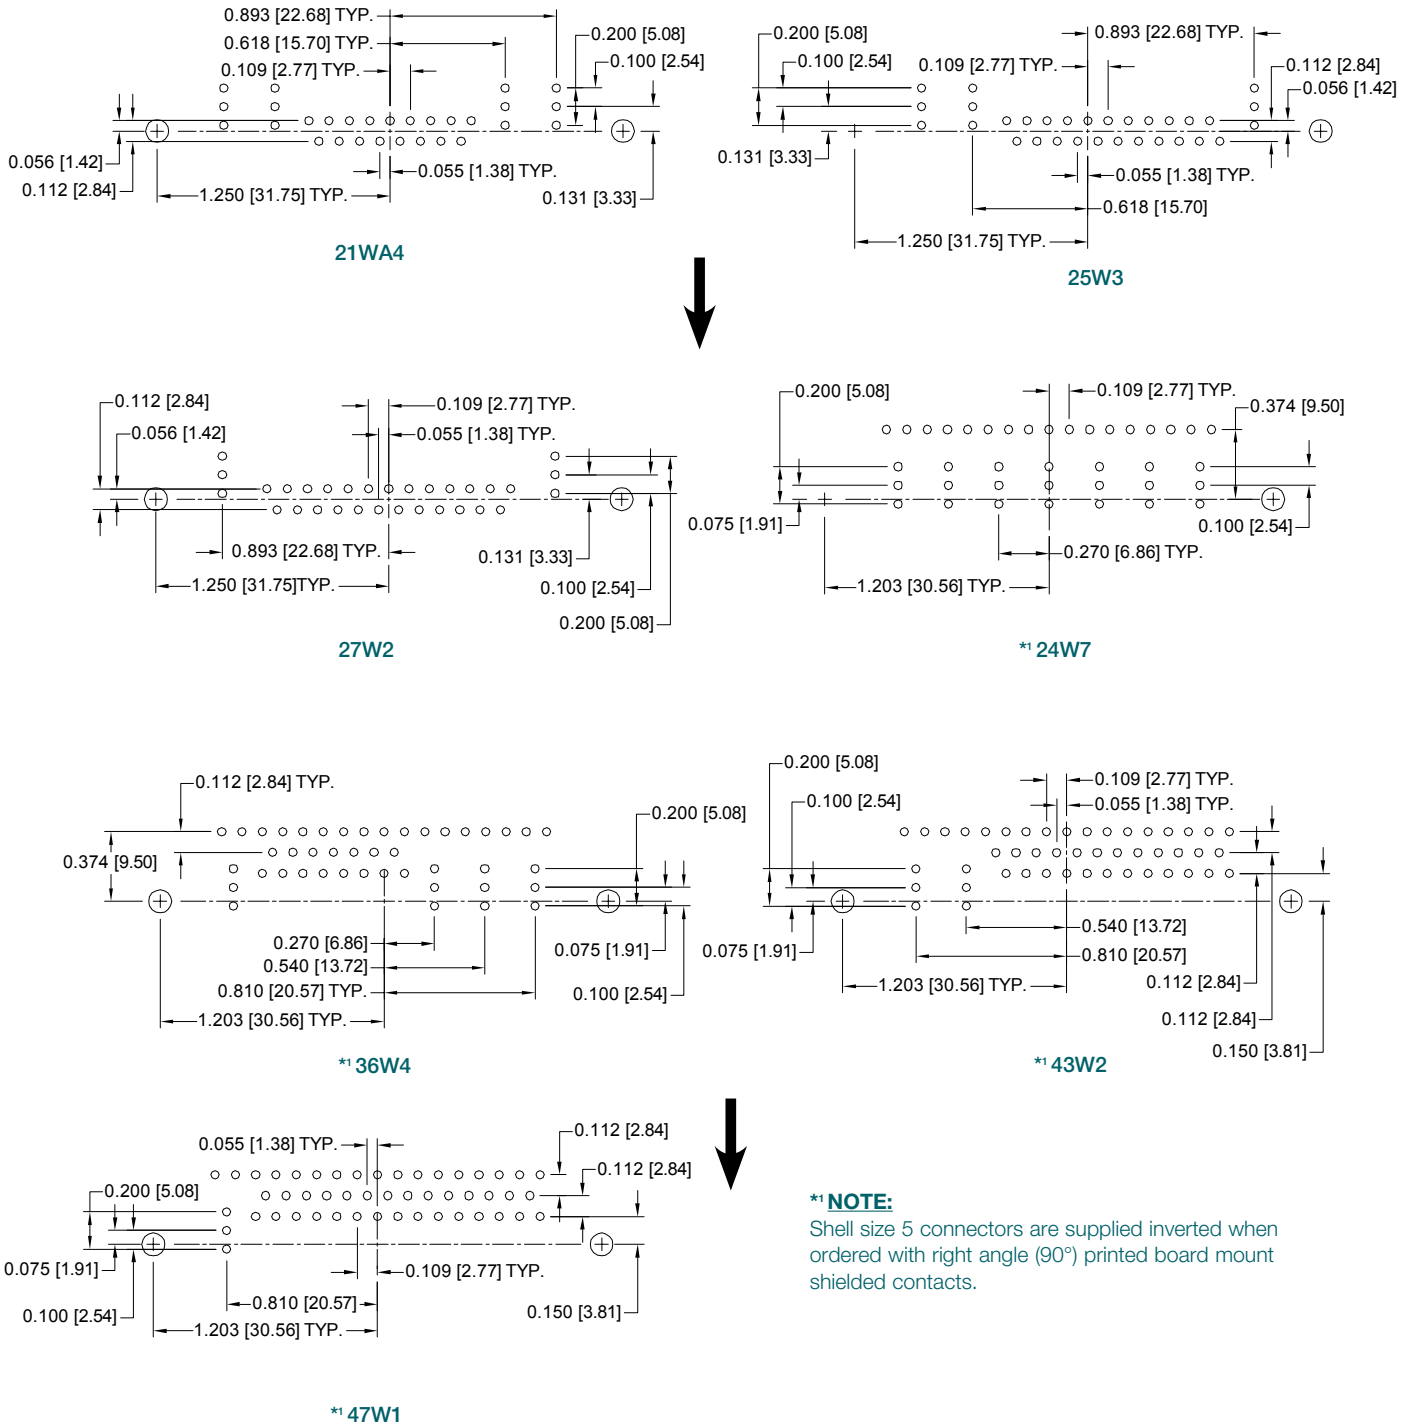 0.893 [22.68] TYP.
0.618 [15.70] TYP.
0.109 [2.77] TYP.
0.200 [5.08]
0.100 [2.54]
0.056 [1.42]
0.112 [2.84]
0.055 [1.38] TYP.
1.250 [31.75] TYP.
0.131 [3.33]
21WA4
0.200 [5.08]
0.100 [2.54]
0.893 [22.68] TYP.
0.109 [2.77] TYP.
0.112 [2.84]
0.056 [1.42]
0.131 [3.33]
0.055 [1.38] TYP.
0.618 [15.70]
1.250 [31.75] TYP.
25W3
0.112 [2.84]
0.056 [1.42]
0.109 [2.77] TYP.
0.055 [1.38] TYP.
0.893 [22.68] TYP.
1.250 [31.75]TYP.
0.131 [3.33]
0.100 [2.54]
0.200 [5.08]
27W2
0.200 [5.08]
0.109 [2.77] TYP.
0.374 [9.50]
0.075 [1.91]
0.100 [2.54]
0.270 [6.86] TYP.
1.203 [30.56] TYP.
*1 24W7
0.112 [2.84] TYP.
0.200 [5.08]
0.374 [9.50]
0.270 [6.86]
0.540 [13.72]
0.810 [20.57] TYP.
1.203 [30.56] TYP.
0.075 [1.91]
0.100 [2.54]
*1 36W4
0.200 [5.08]
0.100 [2.54]
0.109 [2.77] TYP.
0.055 [1.38] TYP.
0.075 [1.91]
0.540 [13.72]
0.810 [20.57]
1.203 [30.56] TYP.
0.112 [2.84]
0.112 [2.84]
0.150 [3.81]
*1 43W2
0.055 [1.38] TYP.
0.112 [2.84]
0.112 [2.84]
0.200 [5.08]
0.075 [1.91]
0.100 [2.54]
0.109 [2.77] TYP.
0.810 [20.57]
0.150 [3.81]
1.203 [30.56] TYP.
*1 47W1
*1 NOTE:
Shell size 5 connectors are supplied inverted when
ordered with right angle (90°) printed board mount
shielded contacts.